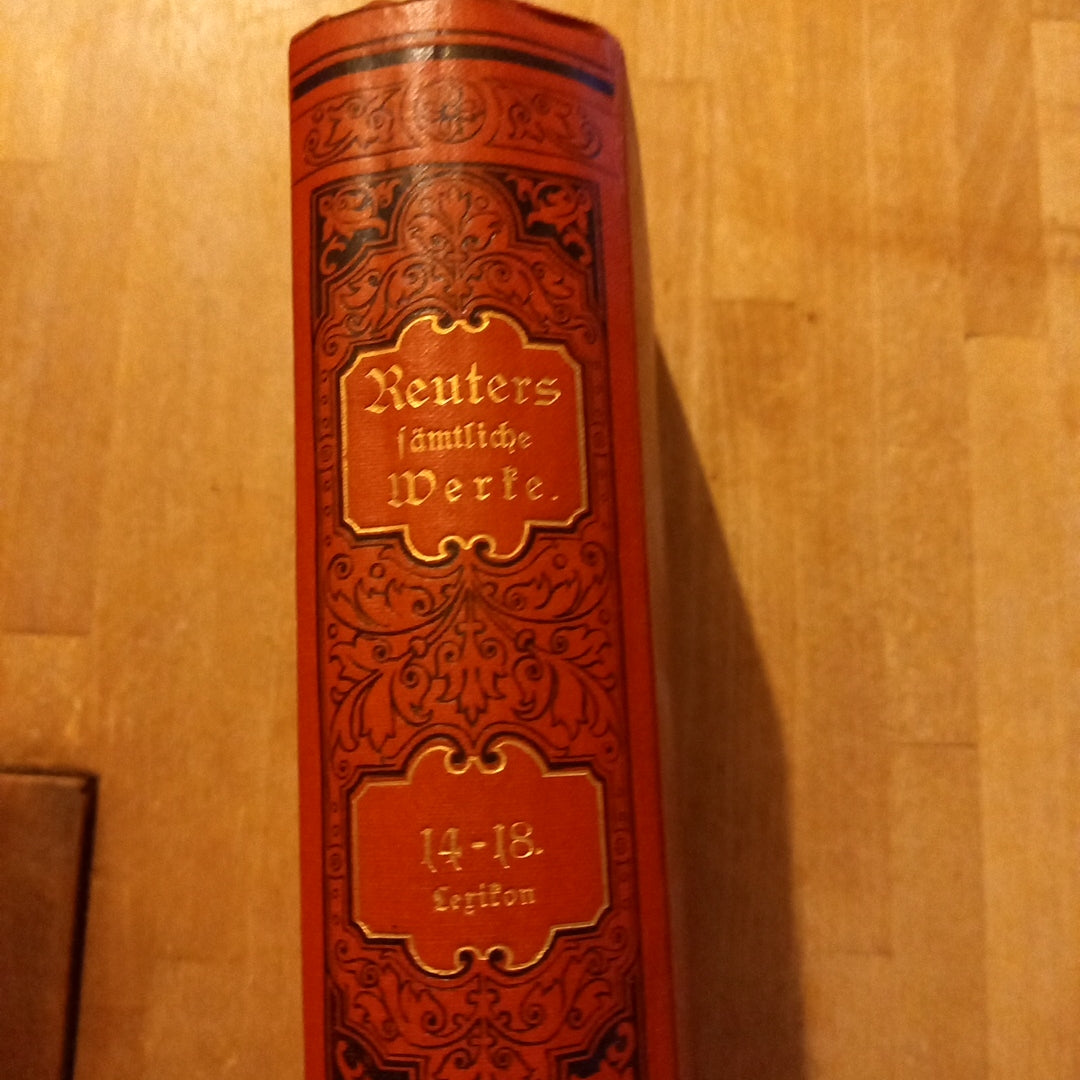 Reuters
sämtliche
Werke.
14-18.
Lexikon